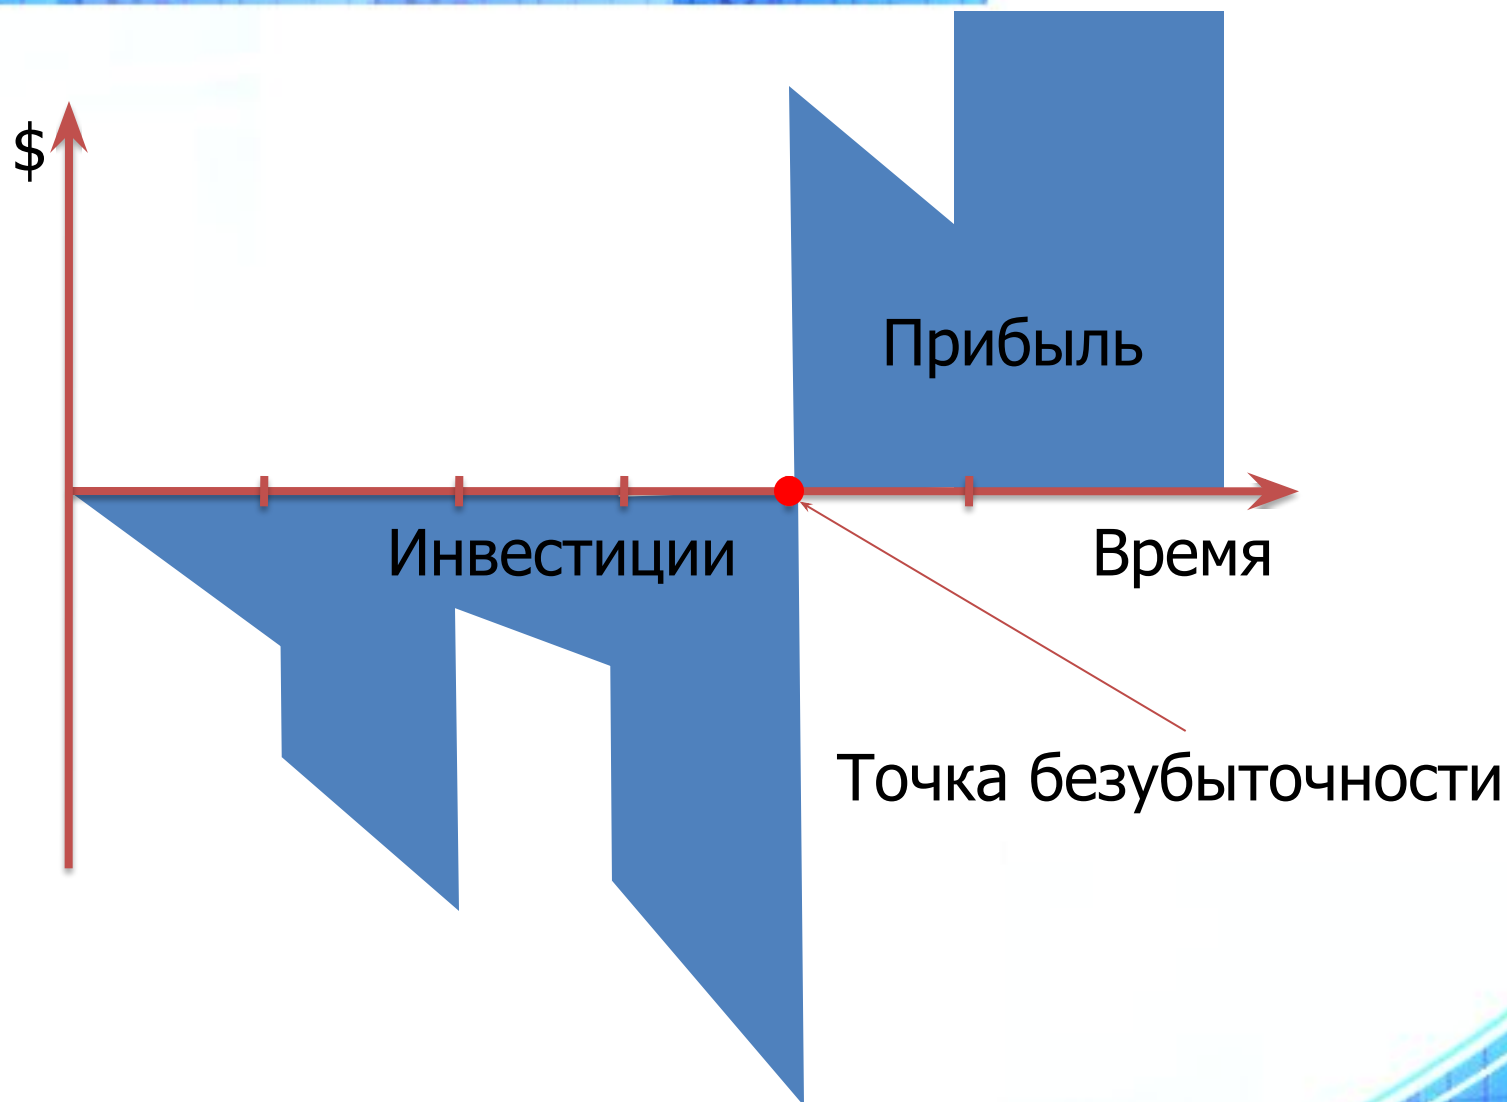 $
Прибыль
Инвестиции
Время
Точка безубыточности